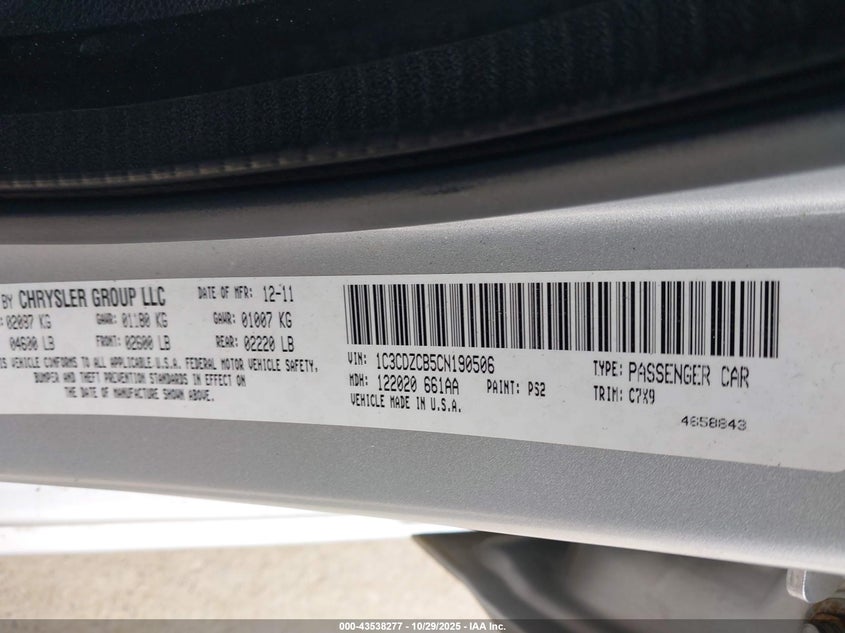 BY CHRYSLER GROUP LLC DATE OF MFR: 12-11
: 02097 KG GAWR: 01180 KG GAWR: 01007 KG
04600 LB FRONT: 02600 LB REAR: 02220 LB
IS VEHICLE CONFORMS TO ALL APPLICABLE U.S.A. FEDERAL MOTOR VEHICLE SAFETY,
BUMPER AND THEFT PREVENTION STANDARDS IN EFFECT ON
THE DATE OF MANUFACTURE SHOWN ABOVE.
VIN: 1C3CDZCB5CN190506 TYPE: PASSENGER CAR
MDH: 122020 661AA PAINT: PS2 TRIM: C7X9
VEHICLE MADE IN U.S.A.
4658843
000-43538277 - 10/29/2025 - IAA Inc.